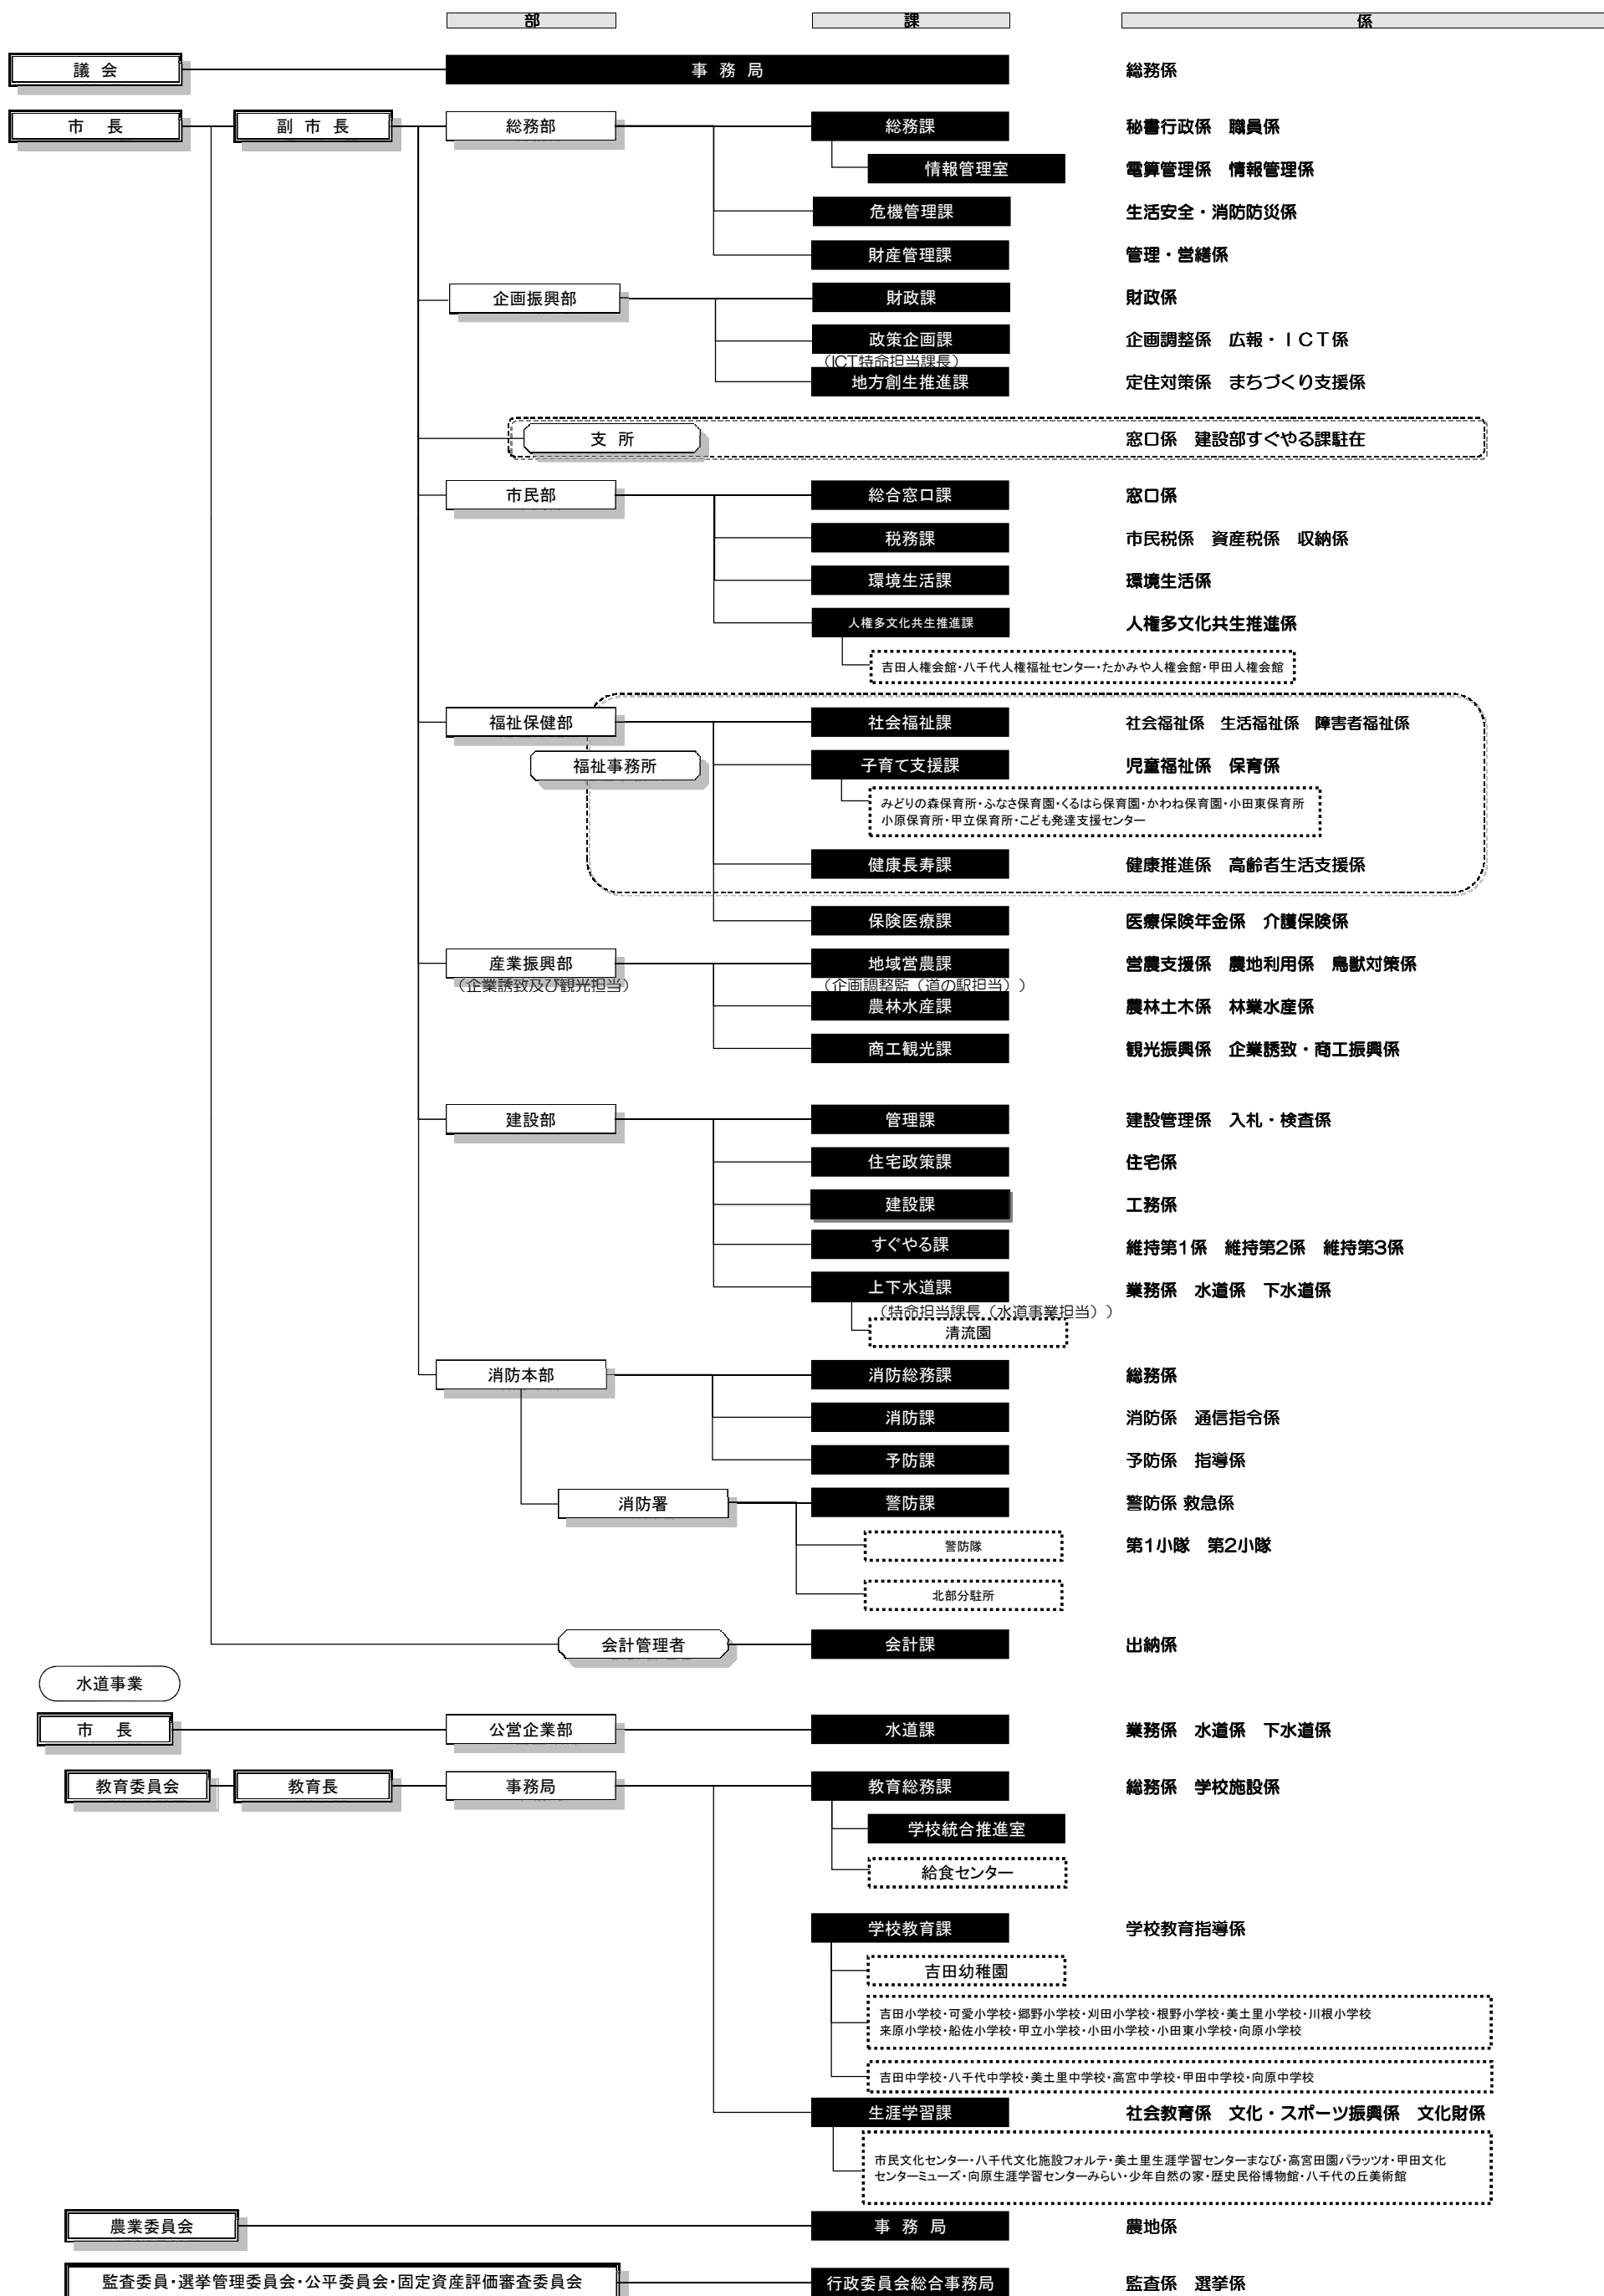 部　課　係
議 会　事 務 局　総務係
市 長　副 市 長　総務部　総務課　秘書行政係　職員係
情報管理室　電算管理係　情報管理係
危機管理課　生活安全・消防防災係
財産管理課　管理・営繕係
企画振興部　財政課　財政係
政策企画課　企画調整係　広報・ＩＣＴ係
（ICT特命担当課長）
地方創生推進課　定住対策係　まちづくり支援係
支 所　窓口係　建設部すぐやる課駐在
市民部　総合窓口課　窓口係
税務課　市民税係　資産税係　収納係
環境生活課　環境生活係
人権多文化共生推進課　人権多文化共生推進係
吉田人権会館・八千代人権福祉センター・たかみや人権会館・甲田人権会館
福祉保健部　社会福祉課　社会福祉係　生活福祉係　障害者福祉係
福祉事務所　子育て支援課　児童福祉係　保育係
みどりの森保育所・ふなさ保育園・くるはら保育園・かわね保育園・小田東保育所
小原保育所・甲立保育所・こども発達支援センター
健康長寿課　健康推進係　高齢者生活支援係
保険医療課　医療保険年金係　介護保険係
産業振興部　地域営農課　営農支援係　農地利用係　鳥獣対策係
（企業誘致及び観光担当）　（企画調整監（道の駅担当））
農林水産課　農林土木係　林業水産係
商工観光課　観光振興係　企業誘致・商工振興係
建設部　管理課　建設管理係　入札・検査係
住宅政策課　住宅係
建設課　工務係
すぐやる課　維持第1係　維持第2係　維持第3係
上下水道課　業務係　水道係　下水道係
（特命担当課長（水道事業担当））
清流園
消防本部　消防総務課　総務係
消防課　消防係　通信指令係
予防課　予防係　指導係
消防署　警防課　警防係 救急係
警防隊　第1小隊　第2小隊
北部分駐所
会計管理者　会計課　出納係
水道事業
市 長　公営企業部　水道課　業務係　水道係　下水道係
教育委員会　教育長　事務局　教育総務課　総務係　学校施設係
学校統合推進室
給食センター
学校教育課　学校教育指導係
吉田幼稚園
吉田小学校・可愛小学校・郷野小学校・刈田小学校・根野小学校・美土里小学校・川根小学校
来原小学校・船佐小学校・甲立小学校・小田小学校・小田東小学校・向原小学校
吉田中学校・八千代中学校・美土里中学校・高宮中学校・甲田中学校・向原中学校
生涯学習課　社会教育係　文化・スポーツ振興係　文化財係
市民文化センター・八千代文化施設フォルテ・美土里生涯学習センターまなび・高宮田園パラッツオ・甲田文化
センターミューズ・向原生涯学習センターみらい・少年自然の家・歴史民俗博物館・八千代の丘美術館
農業委員会　事 務 局　農地係
監査委員・選挙管理委員会・公平委員会・固定資産評価審査委員会　行政委員会総合事務局　監査係　選挙係